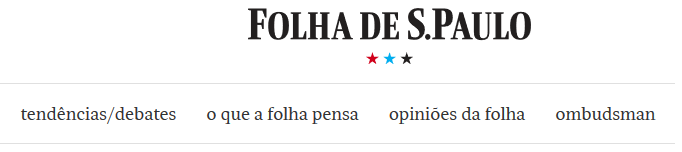 FOLHA DE S.PAULO
tendências/debates o que a folha pensa opiniões da folha ombudsman